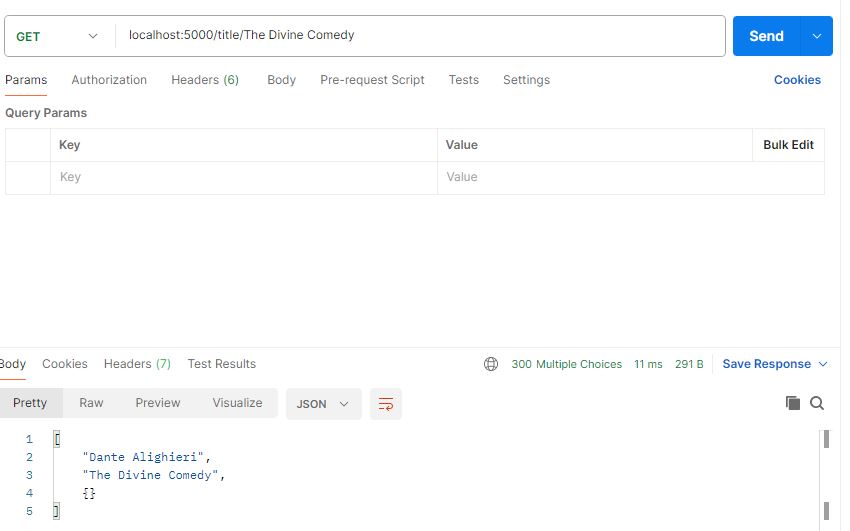 GET localhost:5000/title/The Divine Comedy Send
Params Authorization Headers (6) Body Pre-request Script Tests Settings Cookies
Query Params
Key Value Bulk Edit
Key Value
Body Cookies Headers (7) Test Results 300 Multiple Choices 11 ms 291 B Save Response
Pretty Raw Preview Visualize JSON
1 [
2 "Dante Alighieri",
3 "The Divine Comedy",
4 {}
5 ]